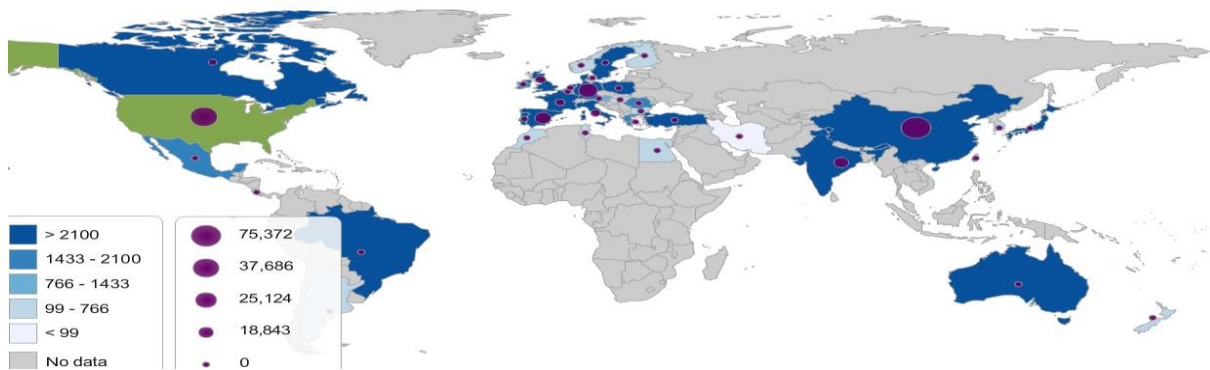 > 2100
1433 - 2100
766 - 1433
99 - 766
< 99
No data
75,372
37,686
25,124
18,843
0